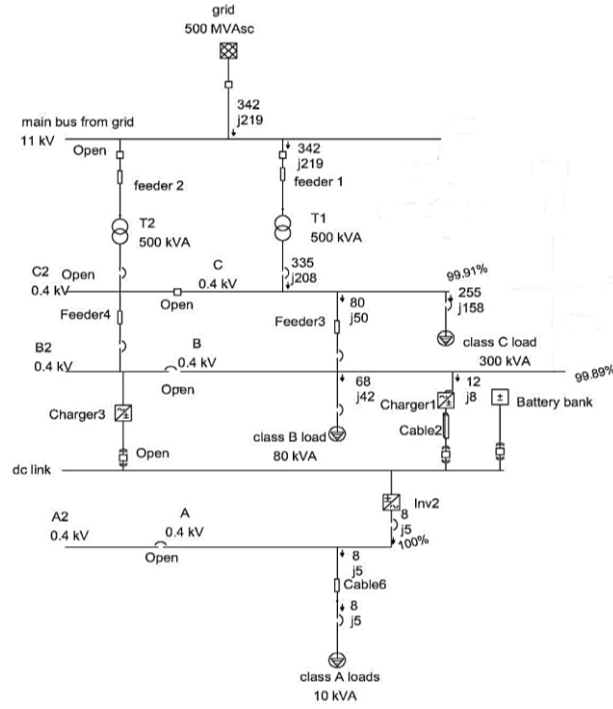 grid
500 MVAsc
342
j219
main bus from grid
11 kV
Open
342
j219
feeder 2
feeder 1
T2
500 kVA
T1
500 kVA
C2 Open
0.4 kV
C
0.4 kV
335
j208
99.91%
Open
255
j158
80
j50
Feeder4
Feeder3
class C load
300 kVA
B2
0.4 kV
B
0.4 kV
Open
99.89%
68
j42
12
j8
Charger3
Charger1
Battery bank
Cable2
class B load
80 kVA
Open
dc link
Inv2
8
j5
100%
A2
0.4 kV
A
0.4 kV
Open
8
j5
Cable6
8
j5
class A loads
10 kVA